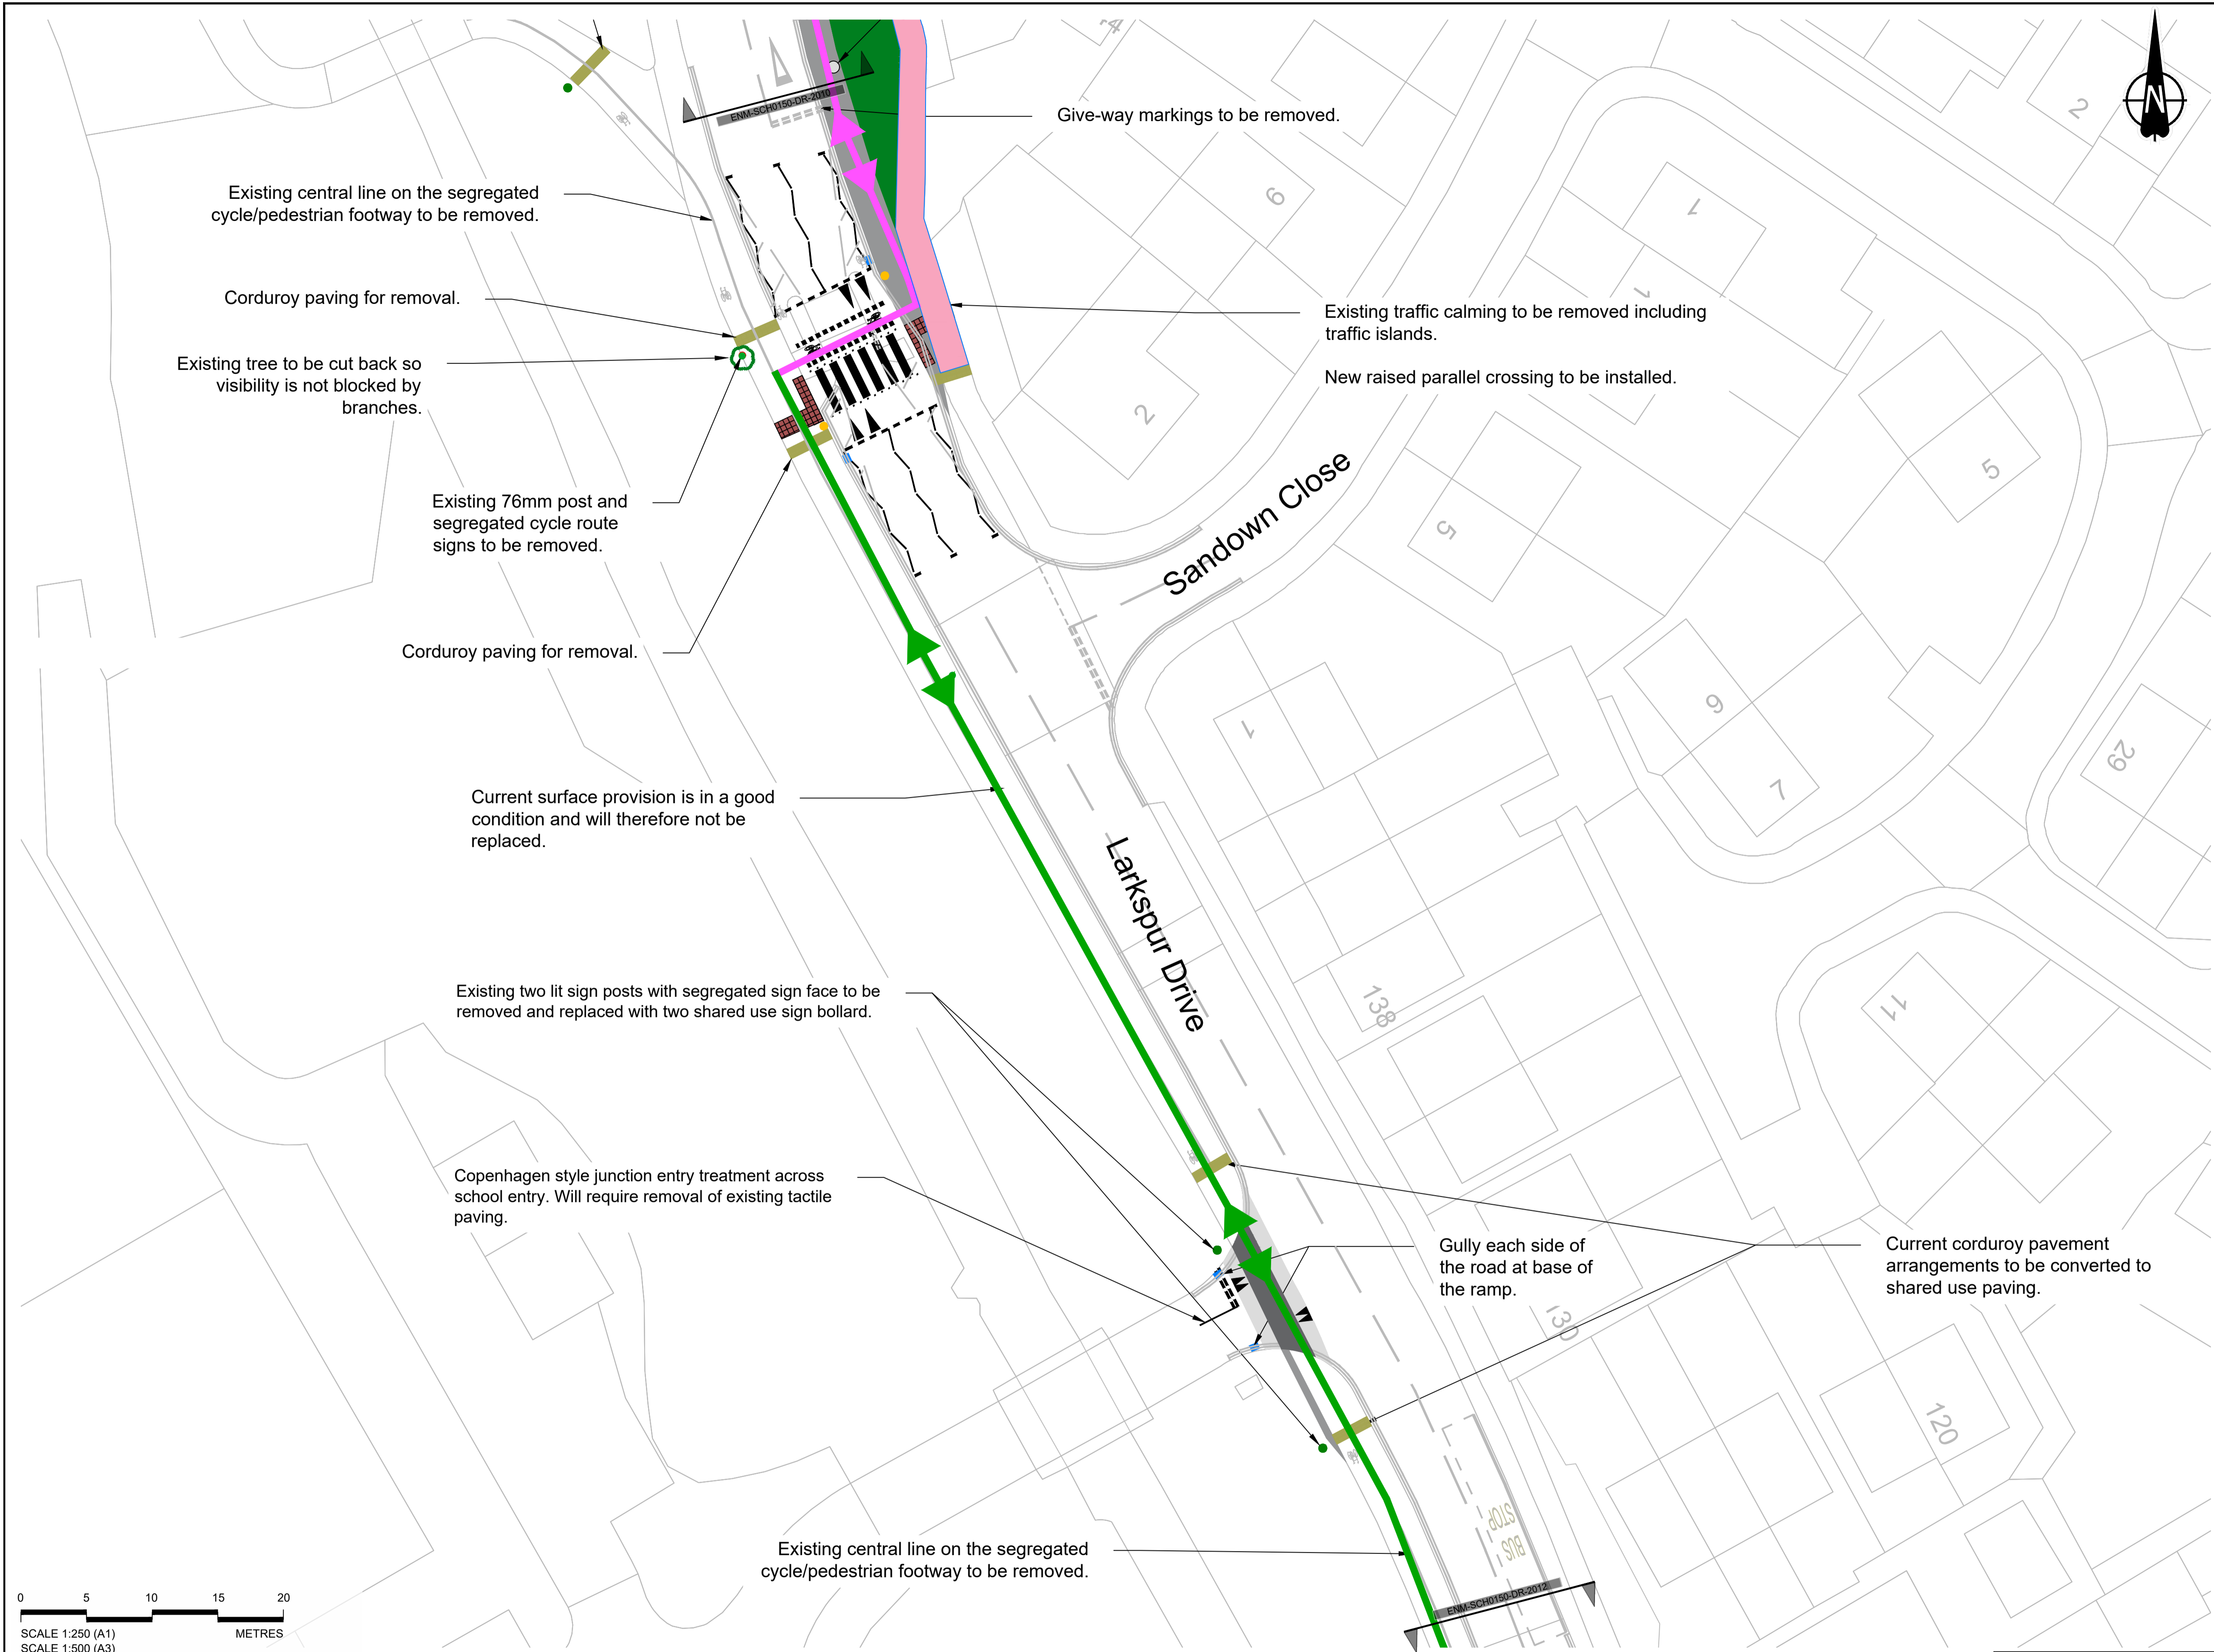 N
ENM-SCH0150-DR-2010
Give-way markings to be removed.
Existing central line on the segregated
cycle/pedestrian footway to be removed.
Corduroy paving for removal.
Existing traffic calming to be removed including
traffic islands.
New raised parallel crossing to be installed.
Existing tree to be cut back so
visibility is not blocked by
branches.
Existing 76mm post and
segregated cycle route
signs to be removed.
Sandown Close
Corduroy paving for removal.
Current surface provision is in a good
condition and will therefore not be
replaced.
Larkspur Drive
Existing two lit sign posts with segregated sign face to be
removed and replaced with two shared use sign bollard.
Copenhagen style junction entry treatment across
school entry. Will require removal of existing tactile
paving.
Gully each side of
the road at base of
the ramp.
Current corduroy pavement
arrangements to be converted to
shared use paving.
Existing central line on the segregated
cycle/pedestrian footway to be removed.
BUS
STOP
ENM-SCH0150-DR-2012
2
1
2
5
5
1
7
29
11
138
130
120
0 5 10 15 20
SCALE 1:250 (A1) METRES
SCALE 1:500 (A3)